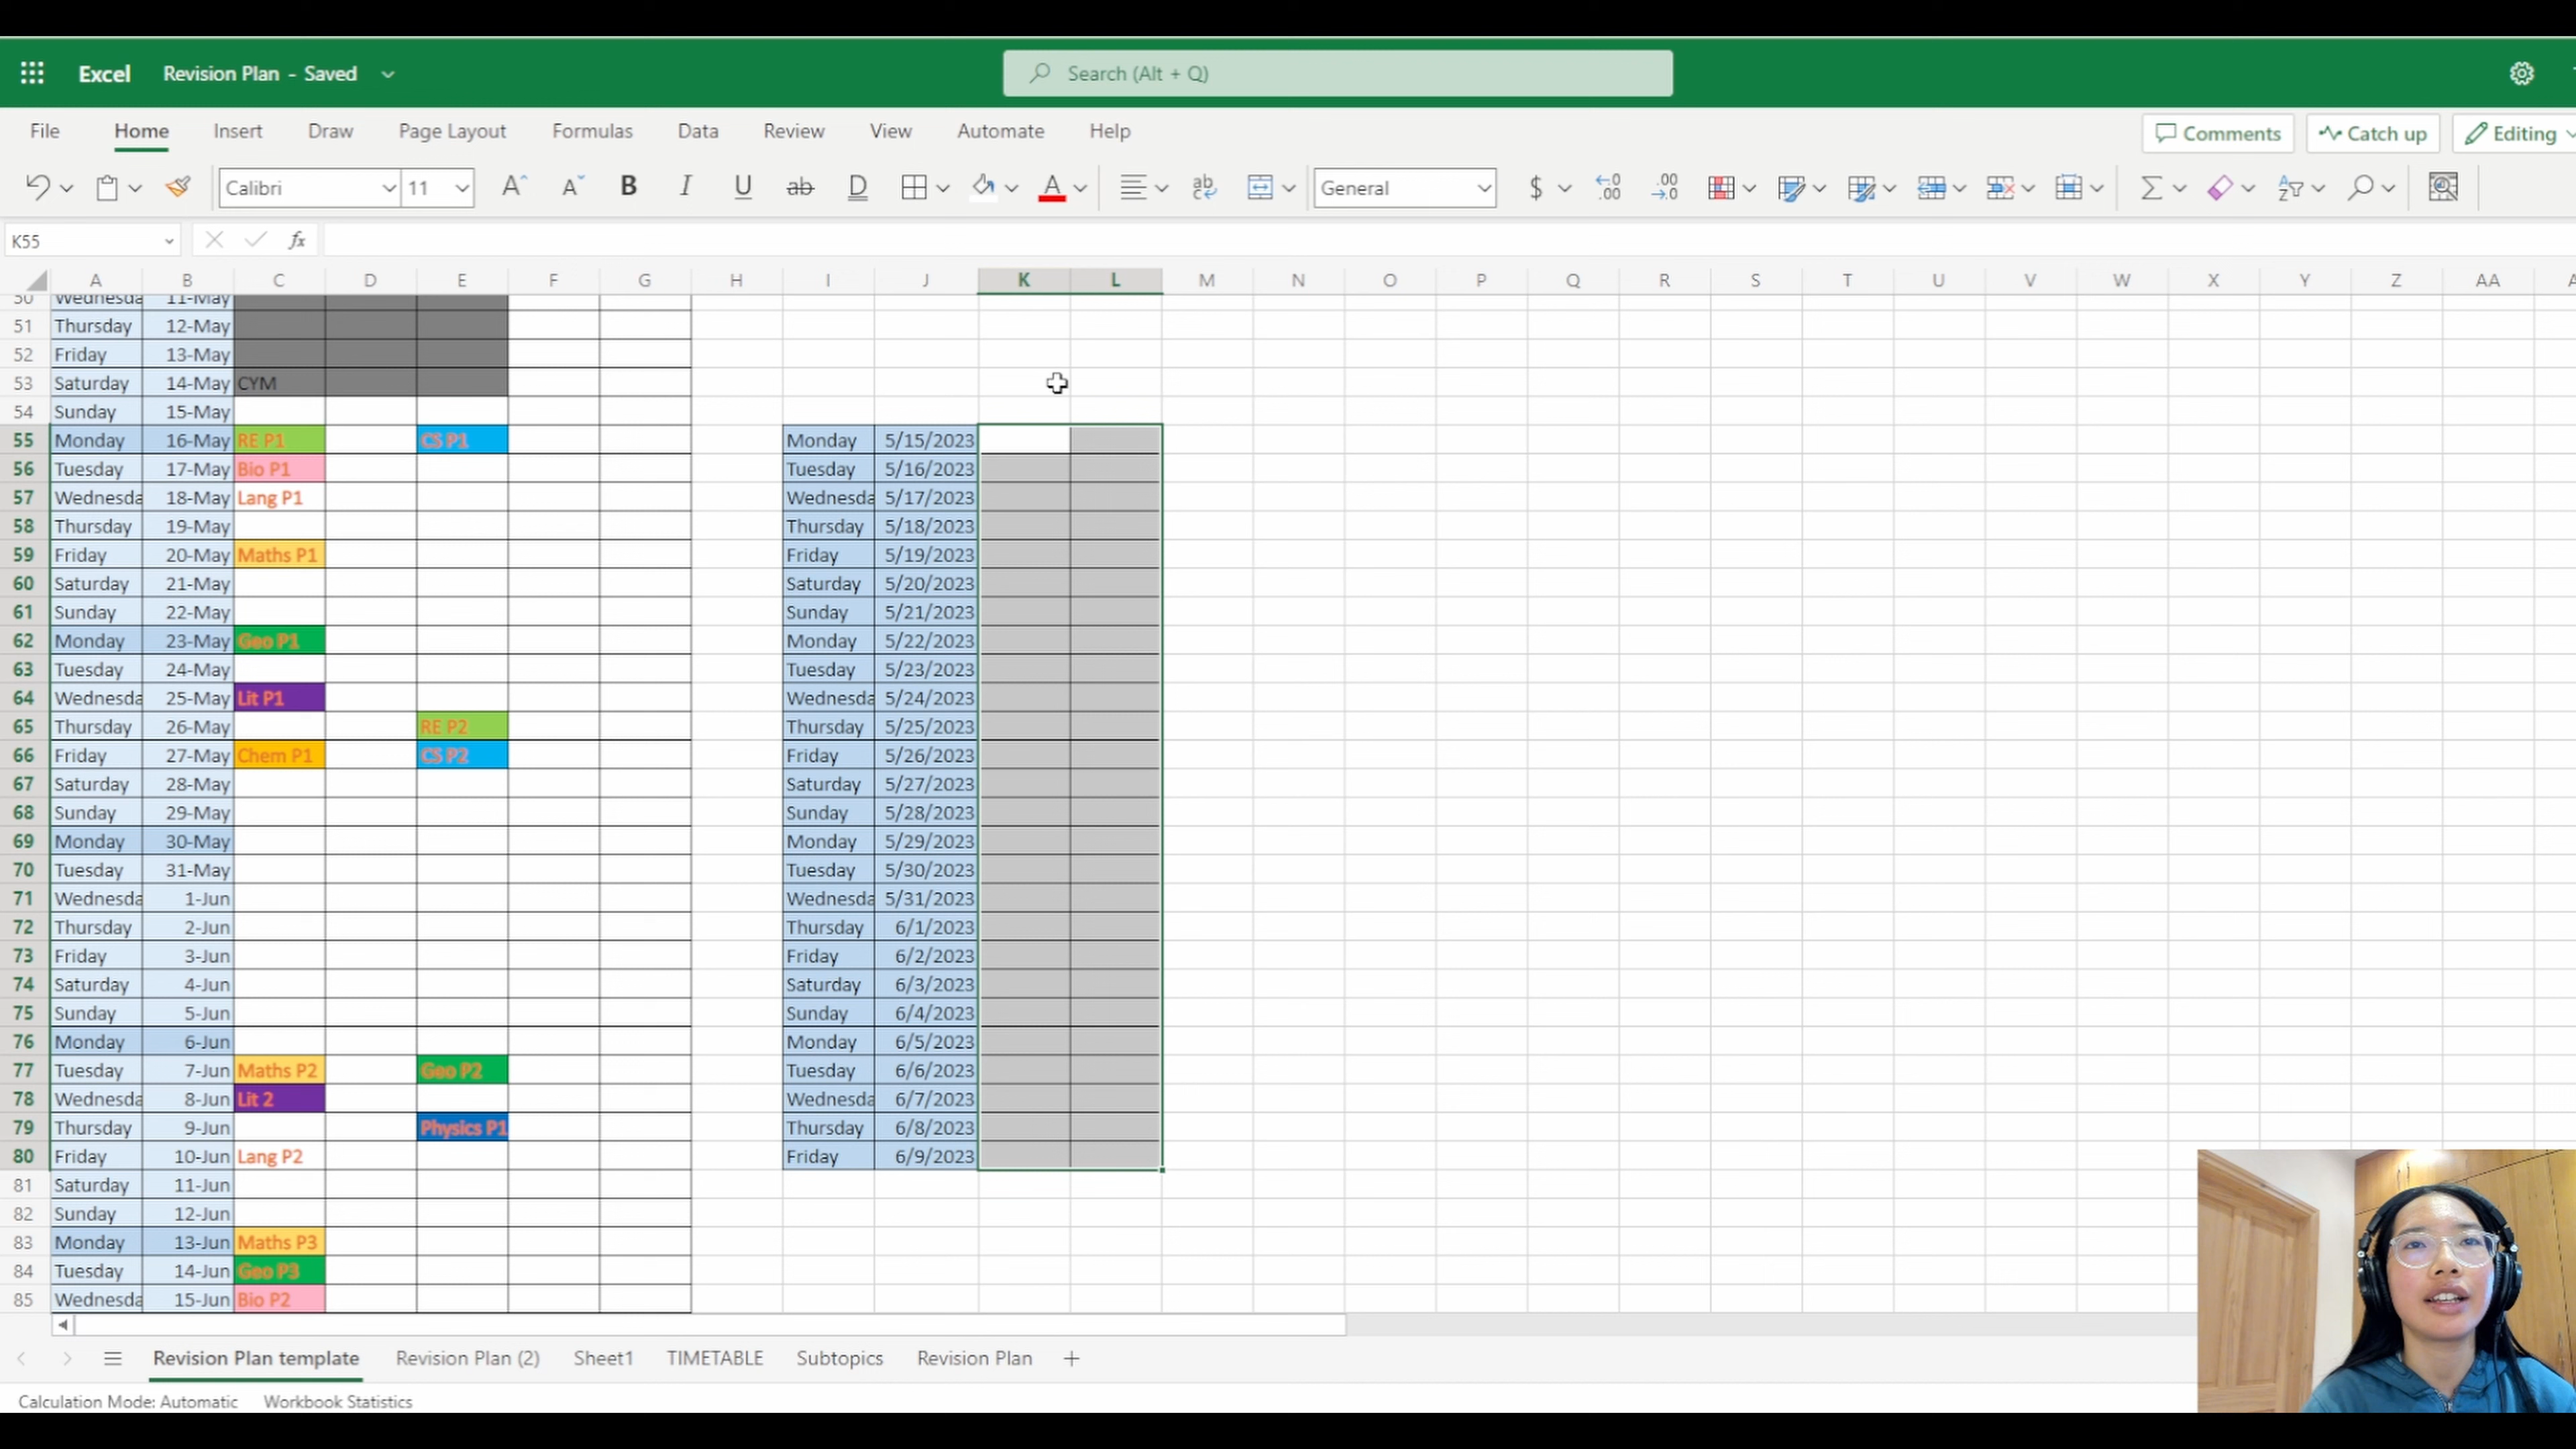 Excel Revision Plan - Saved Search (Alt + Q)
File Home Insert Draw Page Layout Formulas Data Review View Automate Help Comments Catch up Editing
Calibri 11 A A B I U ab D A ab c General $ .00 .00
K55 fx
A B C D E F G H I J K L M N O P Q R S T U V W X Y Z AA
50 Wednesda 11-May
51 Thursday 12-May
52 Friday 13-May
53 Saturday 14-May CYM
54 Sunday 15-May
55 Monday 16-May RE P1 CS P1 Monday 5/15/2023
56 Tuesday 17-May Bio P1 Tuesday 5/16/2023
57 Wednesda 18-May Lang P1 Wednesda 5/17/2023
58 Thursday 19-May Thursday 5/18/2023
59 Friday 20-May Maths P1 Friday 5/19/2023
60 Saturday 21-May Saturday 5/20/2023
61 Sunday 22-May Sunday 5/21/2023
62 Monday 23-May Geo P1 Monday 5/22/2023
63 Tuesday 24-May Tuesday 5/23/2023
64 Wednesda 25-May Lit P1 Wednesda 5/24/2023
65 Thursday 26-May RE P2 Thursday 5/25/2023
66 Friday 27-May Chem P1 CS P2 Friday 5/26/2023
67 Saturday 28-May Saturday 5/27/2023
68 Sunday 29-May Sunday 5/28/2023
69 Monday 30-May Monday 5/29/2023
70 Tuesday 31-May Tuesday 5/30/2023
71 Wednesda 1-Jun Wednesda 5/31/2023
72 Thursday 2-Jun Thursday 6/1/2023
73 Friday 3-Jun Friday 6/2/2023
74 Saturday 4-Jun Saturday 6/3/2023
75 Sunday 5-Jun Sunday 6/4/2023
76 Monday 6-Jun Monday 6/5/2023
77 Tuesday 7-Jun Maths P2 Geo P2 Tuesday 6/6/2023
78 Wednesda 8-Jun Lit 2 Wednesda 6/7/2023
79 Thursday 9-Jun Physics P1 Thursday 6/8/2023
80 Friday 10-Jun Lang P2 Friday 6/9/2023
81 Saturday 11-Jun
82 Sunday 12-Jun
83 Monday 13-Jun Maths P3
84 Tuesday 14-Jun Geo P3
85 Wednesda 15-Jun Bio P2
Revision Plan template Revision Plan (2) Sheet1 TIMETABLE Subtopics Revision Plan +
Calculation Mode: Automatic Workbook Statistics